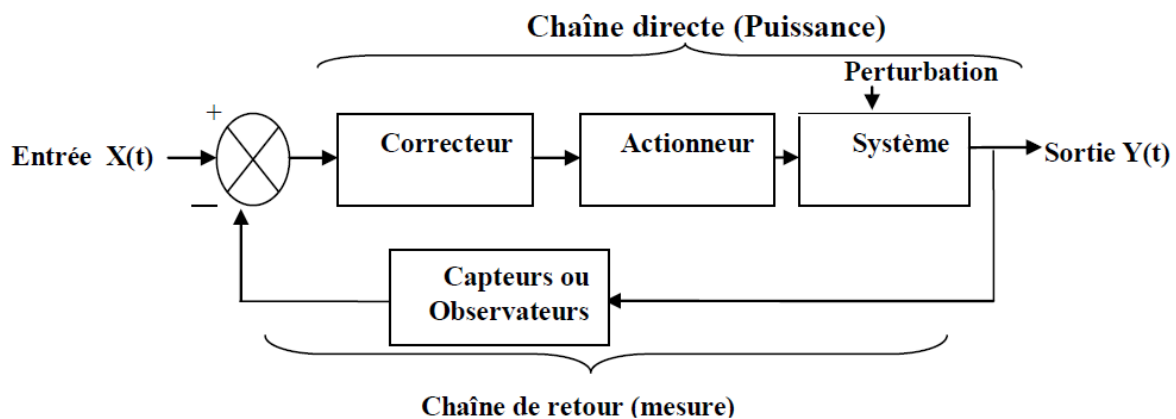 Chaîne directe (Puissance)
Perturbation
+
Correcteur
Actionneur
Système
Entrée X(t)
Sortie Y(t)
–
Capteurs ou
Observateurs
Chaîne de retour (mesure)